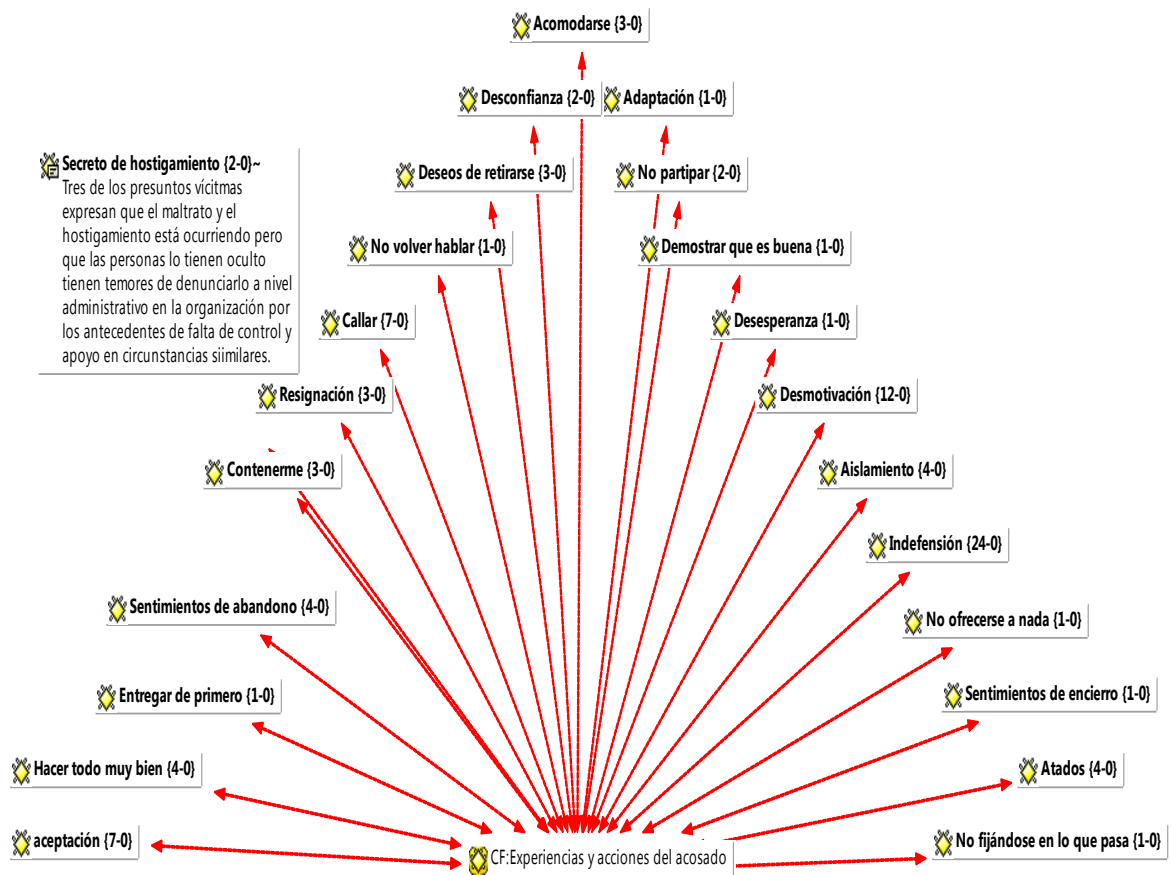 Acomodarse {3-0}
Desconfianza {2-0}
Adaptación {1-0}
Secreto de hostigamiento {2-0}~
Tres de los presuntos vícitmas
expresan que el maltrato y el
hostigamiento está ocurriendo pero
que las personas lo tienen oculto
tienen temores de denunciarlo a nivel
administrativo en la organización por
los antecedentes de falta de control y
apoyo en circunstancias siimilares.
Deseos de retirarse {3-0}
No partipar {2-0}
No volver hablar {1-0}
Demostrar que es buena {1-0}
Callar {7-0}
Desesperanza {1-0}
Resignación {3-0}
Desmotivación {12-0}
Contenerme {3-0}
Aislamiento {4-0}
Indefensión {24-0}
Sentimientos de abandono {4-0}
No ofrecerse a nada {1-0}
Entregar de primero {1-0}
Sentimientos de encierro {1-0}
Hacer todo muy bien {4-0}
Atados {4-0}
aceptación {7-0}
No fijándose en lo que pasa {1-0}
CF:Experiencias y acciones del acosado